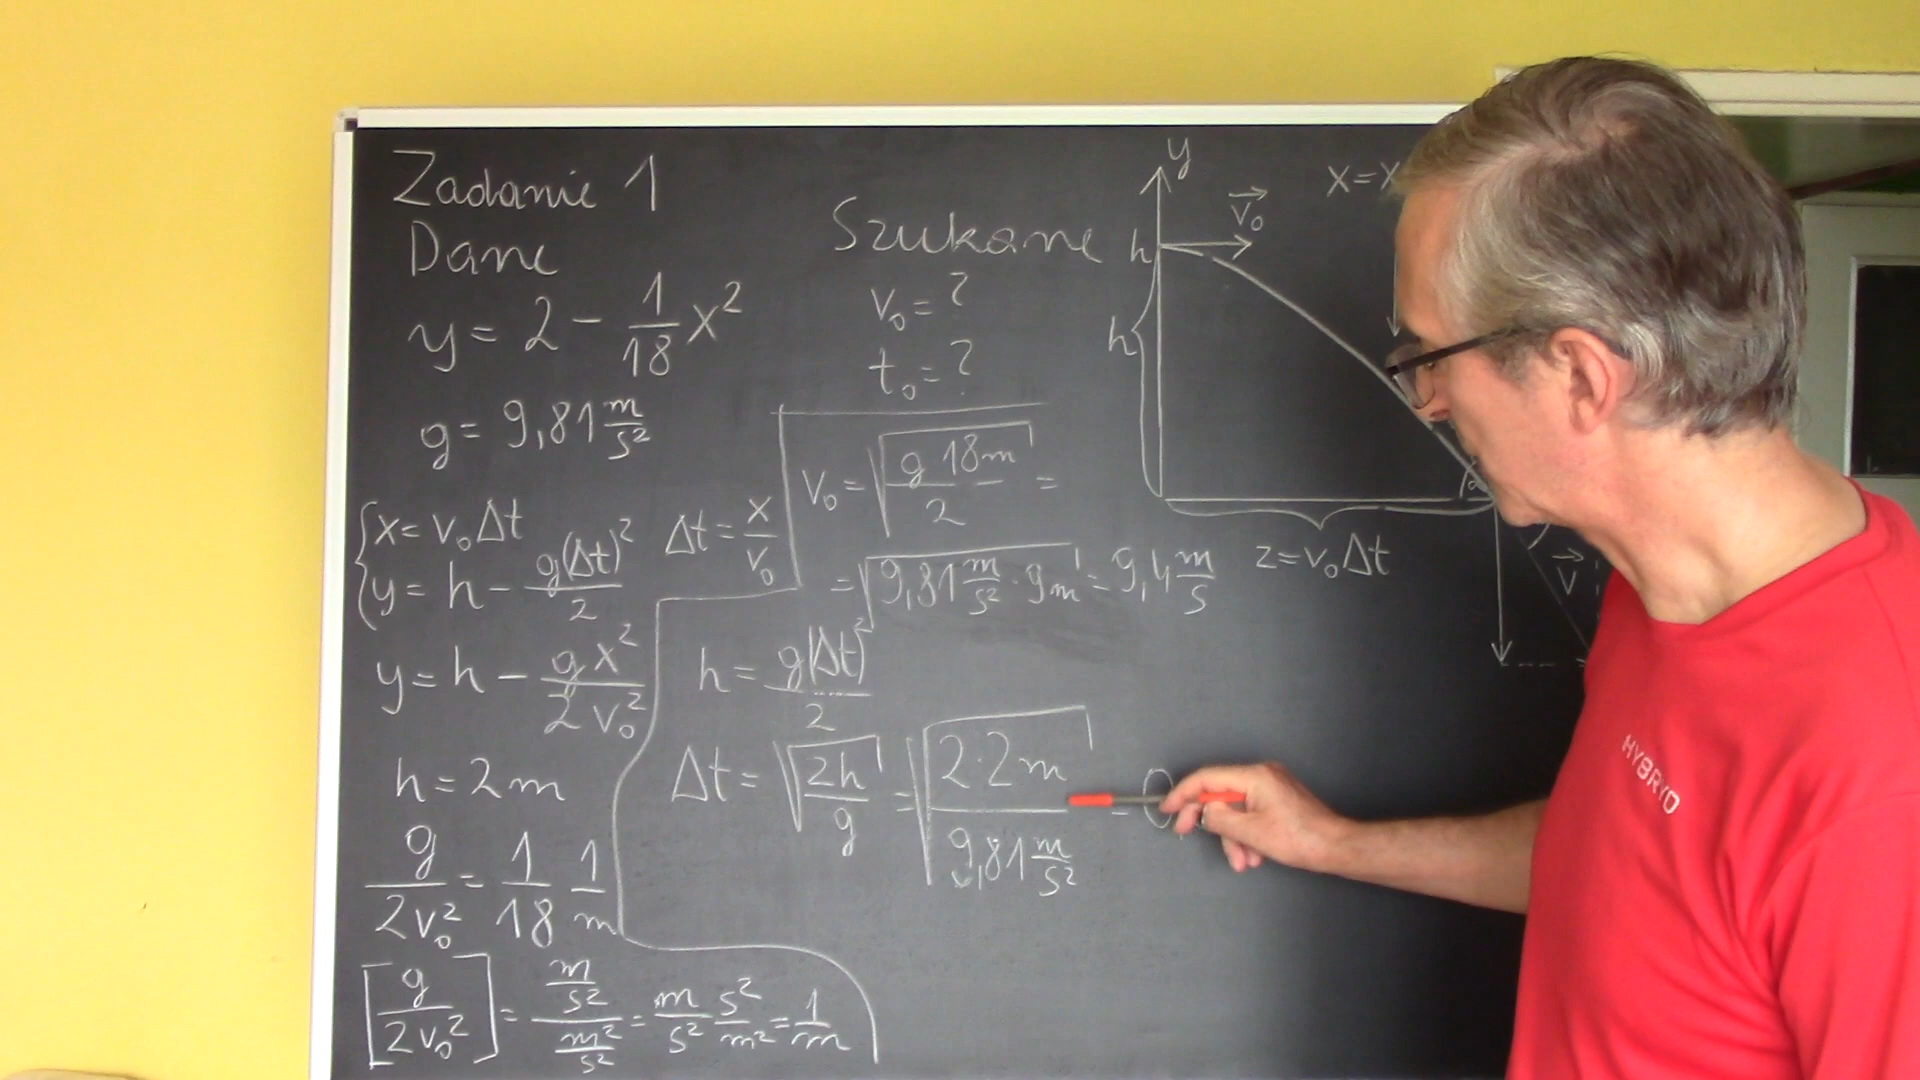 Zadanie 1
Dane
y = 2 - 1/18 x²
g = 9,81 m/s²
{ x = v₀Δt
y = h - g(Δt)²/2
Δt = x/v₀
y = h - gx²/2v₀²
h = 2m
g/2v₀² = 1/18 1/m
[g/2v₀²] = (m/s²)/(m²/s²) = m/s² s²/m² = 1/m
Szukane
v₀ = ?
t₀ = ?
v₀ = √(g·18m/2) =
= √(9,81 m/s² · 9m) = 9,4 m/s
h = g(Δt)²/2
Δt = √(2h/g) = √(2·2m/9,81 m/s²) = 0,
y
h
v₀
h
z = v₀Δt
x =
v
HYBRYD